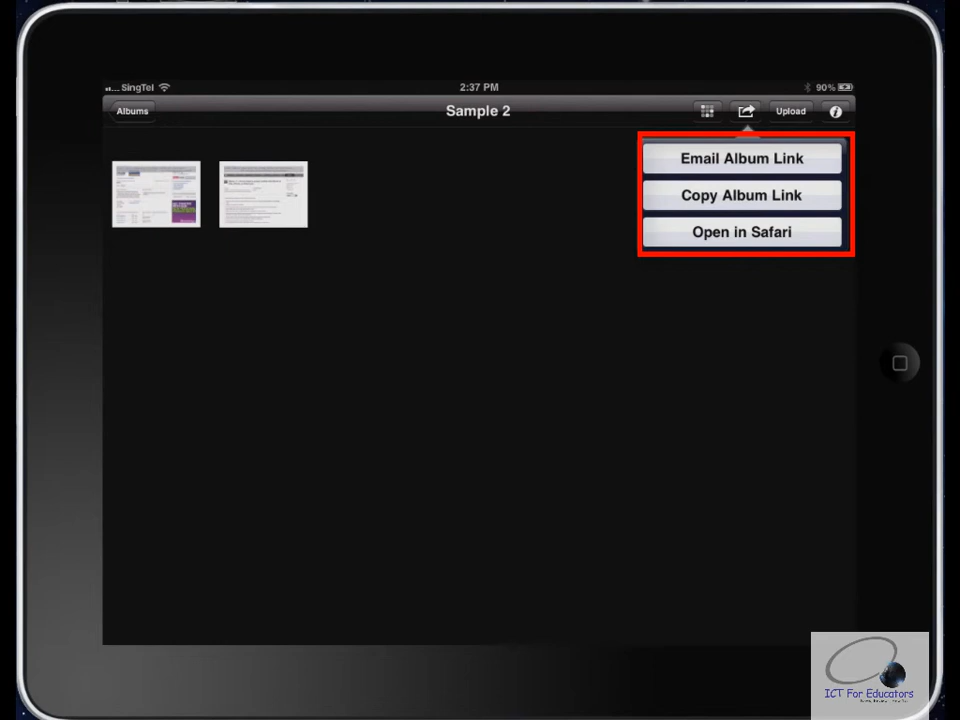 SingTel
2:37 PM
90%
Albums
Sample 2
Upload
Email Album Link
Copy Album Link
Open in Safari
ICT For Educators